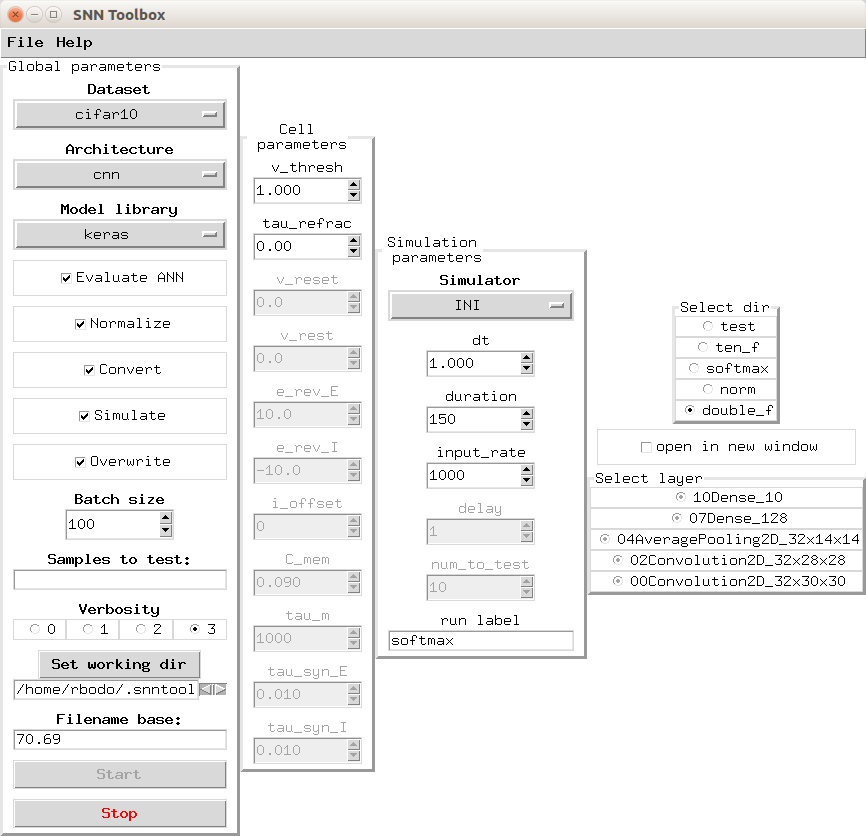 SNN Toolbox
File Help
Global parameters
Dataset
cifar10
Architecture
cnn
Model library
keras
Evaluate ANN
Normalize
Convert
Simulate
Overwrite
Batch size
100
Samples to test:
Verbosity
0 1 2 3
Set working dir
/home/rbodo/.snntool
Filename base:
70.69
Start
Stop
Cell
parameters
v_thresh
1.000
tau_refrac
0.00
v_reset
0.0
v_rest
0.0
e_rev_E
10.0
e_rev_I
-10.0
i_offset
0
C_mem
0.090
tau_m
1000
tau_syn_E
0.010
tau_syn_I
0.010
Simulation
parameters
Simulator
INI
dt
1.000
duration
150
input_rate
1000
delay
1
num_to_test
10
run label
softmax
Select dir
test
ten_f
softmax
norm
double_f
open in new window
Select layer
10Dense_10
07Dense_128
04AveragePooling2D_32x14x14
02Convolution2D_32x28x28
00Convolution2D_32x30x30